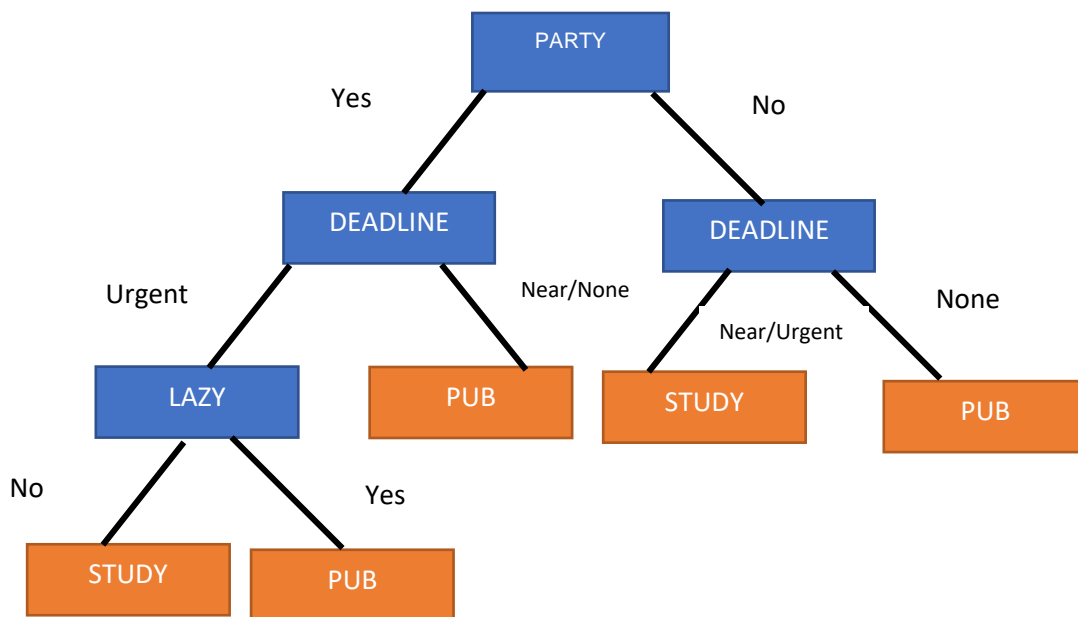 PARTY
Yes
No
DEADLINE
DEADLINE
Urgent
Near/None
Near/Urgent
None
LAZY
PUB
STUDY
PUB
No
Yes
STUDY
PUB